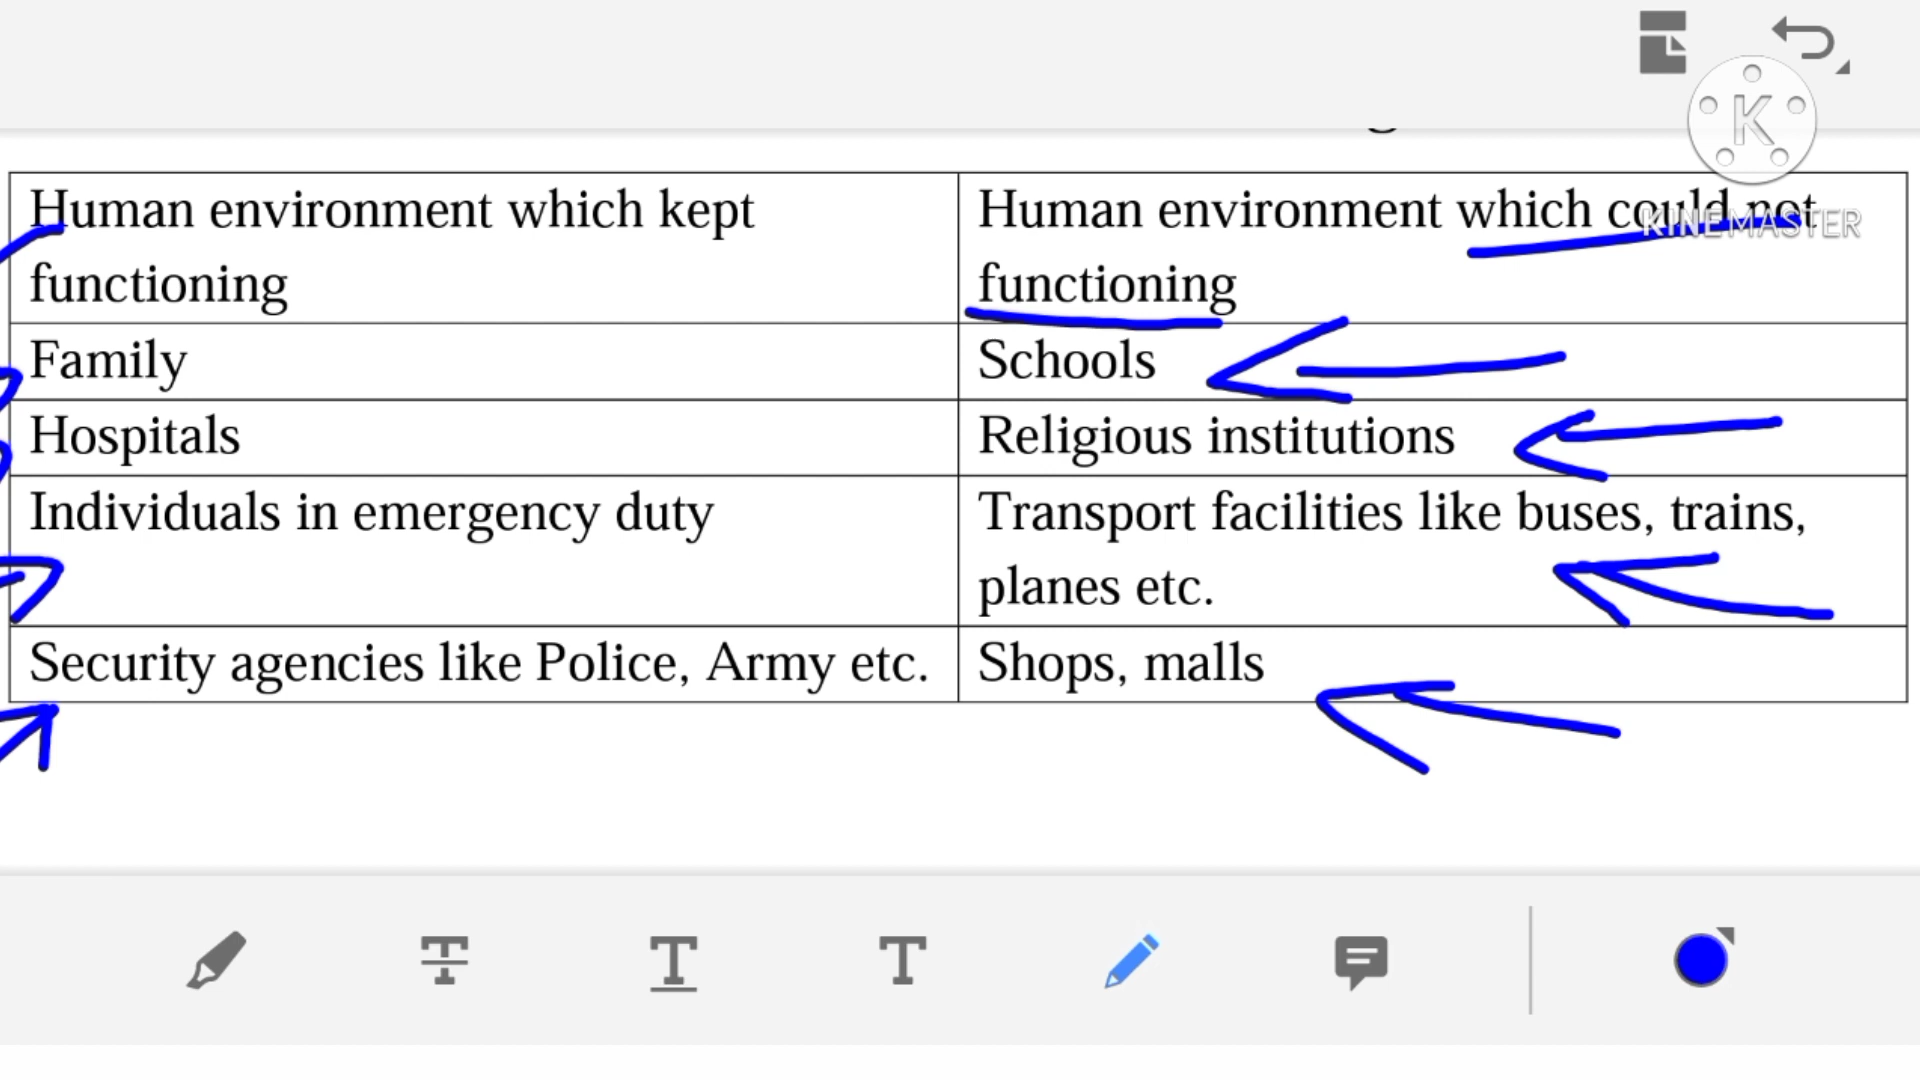 K
KINEMASTER
Human environment which kept
functioning
Human environment which could not
functioning
Family
Schools
Hospitals
Religious institutions
Individuals in emergency duty
Transport facilities like buses, trains,
planes etc.
Security agencies like Police, Army etc.
Shops, malls
T
T
T